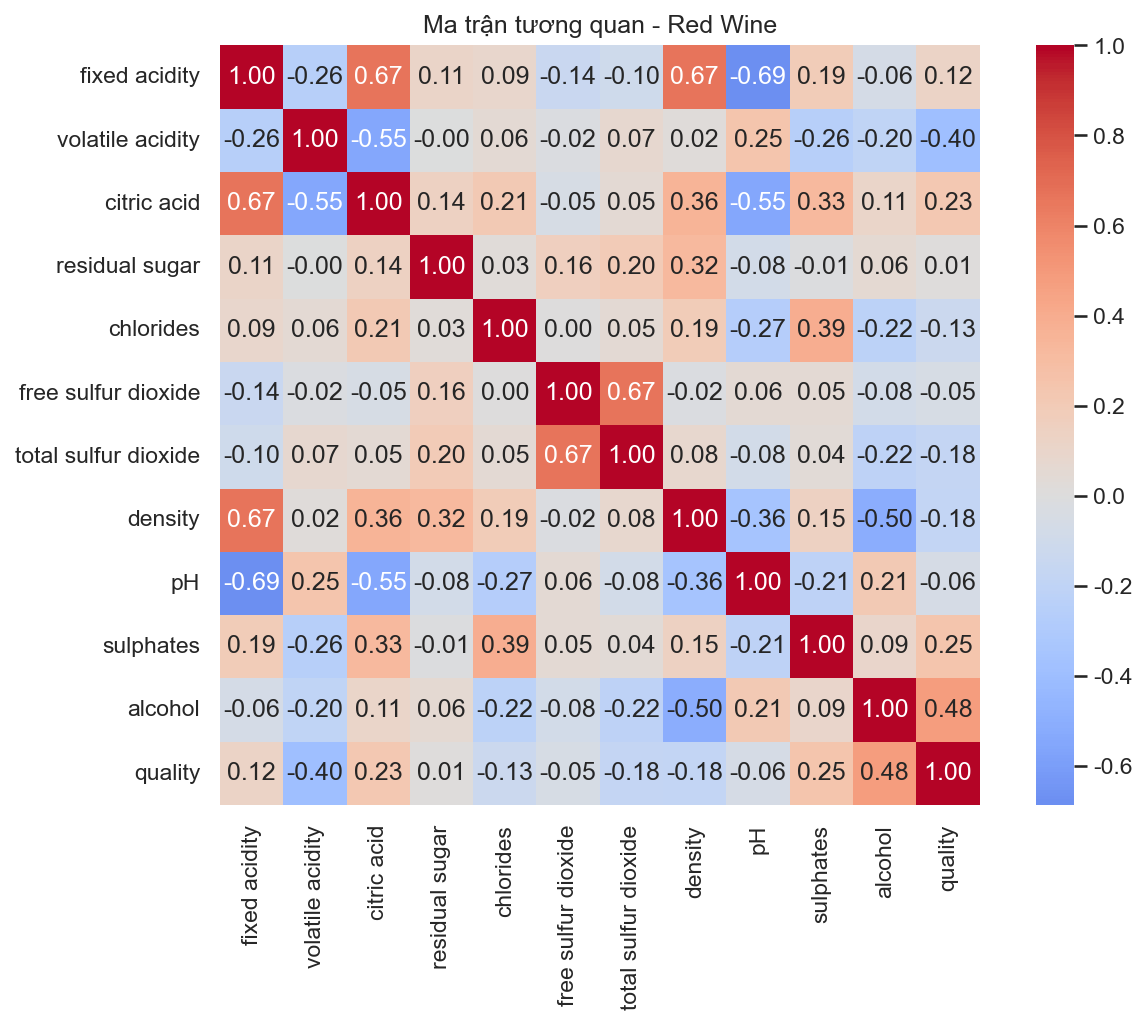 Ma trận tương quan - Red Wine
fixed acidity 1.00 -0.26 0.67 0.11 0.09 -0.14 -0.10 0.67 -0.69 0.19 -0.06 0.12
volatile acidity -0.26 1.00 -0.55 -0.00 0.06 -0.02 0.07 0.02 0.25 -0.26 -0.20 -0.40
citric acid 0.67 -0.55 1.00 0.14 0.21 -0.05 0.05 0.36 -0.55 0.33 0.11 0.23
residual sugar 0.11 -0.00 0.14 1.00 0.03 0.16 0.20 0.32 -0.08 -0.01 0.06 0.01
chlorides 0.09 0.06 0.21 0.03 1.00 0.00 0.05 0.19 -0.27 0.39 -0.22 -0.13
free sulfur dioxide -0.14 -0.02 -0.05 0.16 0.00 1.00 0.67 -0.02 0.06 0.05 -0.08 -0.05
total sulfur dioxide -0.10 0.07 0.05 0.20 0.05 0.67 1.00 0.08 -0.08 0.04 -0.22 -0.18
density 0.67 0.02 0.36 0.32 0.19 -0.02 0.08 1.00 -0.36 0.15 -0.50 -0.18
pH -0.69 0.25 -0.55 -0.08 -0.27 0.06 -0.08 -0.36 1.00 -0.21 0.21 -0.06
sulphates 0.19 -0.26 0.33 -0.01 0.39 0.05 0.04 0.15 -0.21 1.00 0.09 0.25
alcohol -0.06 -0.20 0.11 0.06 -0.22 -0.08 -0.22 -0.50 0.21 0.09 1.00 0.48
quality 0.12 -0.40 0.23 0.01 -0.13 -0.05 -0.18 -0.18 -0.06 0.25 0.48 1.00
fixed acidity
volatile acidity
citric acid
residual sugar
chlorides
free sulfur dioxide
total sulfur dioxide
density
pH
sulphates
alcohol
quality
1.0
0.8
0.6
0.4
0.2
0.0
-0.2
-0.4
-0.6